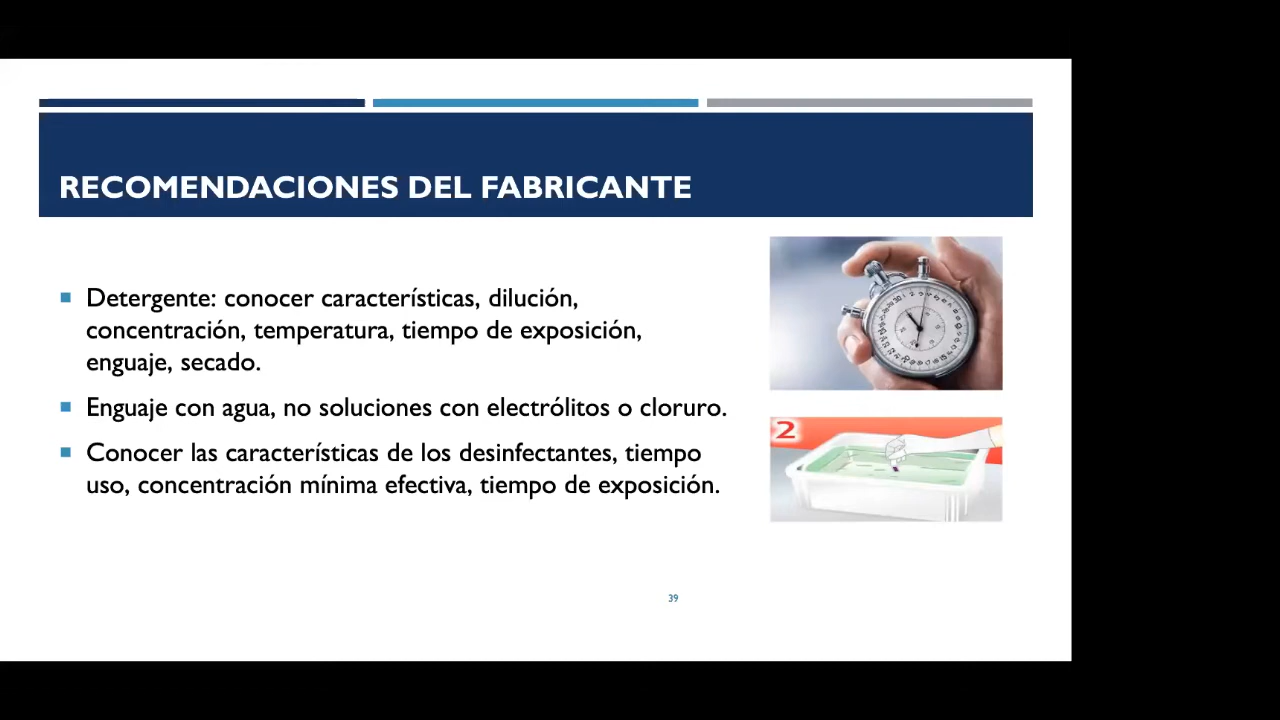 RECOMENDACIONES DEL FABRICANTE
Detergente: conocer características, dilución,
concentración, temperatura, tiempo de exposición,
enguaje, secado.
Enguaje con agua, no soluciones con electrólitos o cloruro.
Conocer las características de los desinfectantes, tiempo
uso, concentración mínima efectiva, tiempo de exposición.
2
39